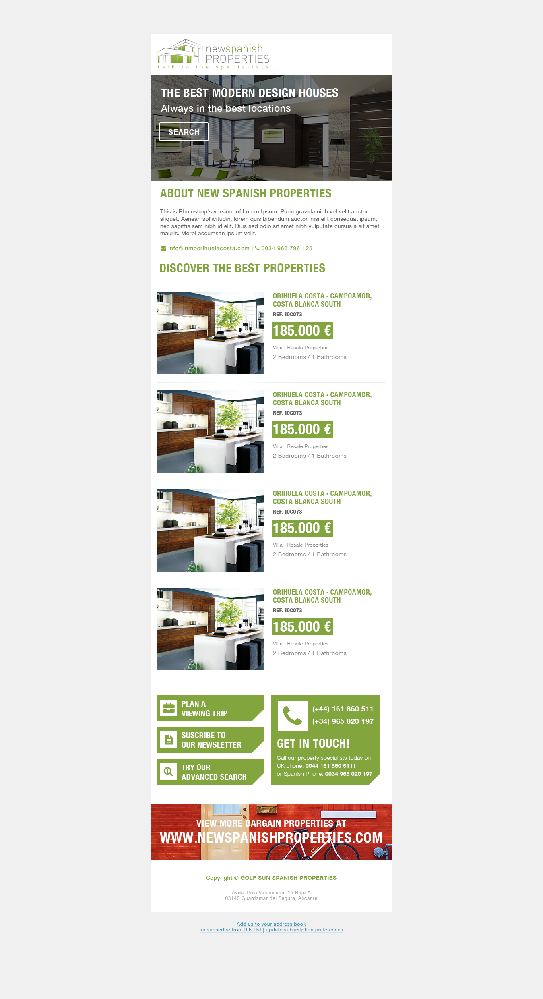 newspanish
PROPERTIES
talk to the specialists
THE BEST MODERN DESIGN HOUSES
Always in the best locations
SEARCH
ABOUT NEW SPANISH PROPERTIES
This is Photoshop's version  of Lorem Ipsum. Proin gravida nibh vel velit auctor
aliquet. Aenean sollicitudin, lorem quis bibendum auctor, nisi elit consequat ipsum,
nec sagittis sem nibh id elit. Duis sed odio sit amet nibh vulputate cursus a sit amet
mauris. Morbi accumsan ipsum velit.
info@inmoorihuelacosta.com | 0034 966 796 125
DISCOVER THE BEST PROPERTIES
ORIHUELA COSTA · CAMPOAMOR,
COSTA BLANCA SOUTH
REF. IOC073
185.000 €
Villa · Resale Properties
2 Bedrooms / 1 Bathrooms
ORIHUELA COSTA · CAMPOAMOR,
COSTA BLANCA SOUTH
REF. IOC073
185.000 €
Villa · Resale Properties
2 Bedrooms / 1 Bathrooms
ORIHUELA COSTA · CAMPOAMOR,
COSTA BLANCA SOUTH
REF. IOC073
185.000 €
Villa · Resale Properties
2 Bedrooms / 1 Bathrooms
ORIHUELA COSTA · CAMPOAMOR,
COSTA BLANCA SOUTH
REF. IOC073
185.000 €
Villa · Resale Properties
2 Bedrooms / 1 Bathrooms
PLAN A
VIEWING TRIP
SUSCRIBE TO
OUR NEWSLETTER
TRY OUR
ADVANCED SEARCH
(+44) 161 860 511
(+34) 965 020 197
GET IN TOUCH!
Call our property specialists today on
UK phone: 0044 161 860 5111
or Spanish Phone: 0034 965 020 197
VIEW MORE BARGAIN PROPERTIES AT
WWW.NEWSPANISHPROPERTIES.COM
Copyright © GOLF SUN SPANISH PROPERTIES
Avda. País Valenciano, 15 Bajo A
03140 Guardamar del Segura, Alicante
Add us to your address book
unsubscribe from this list | update subscription preferences